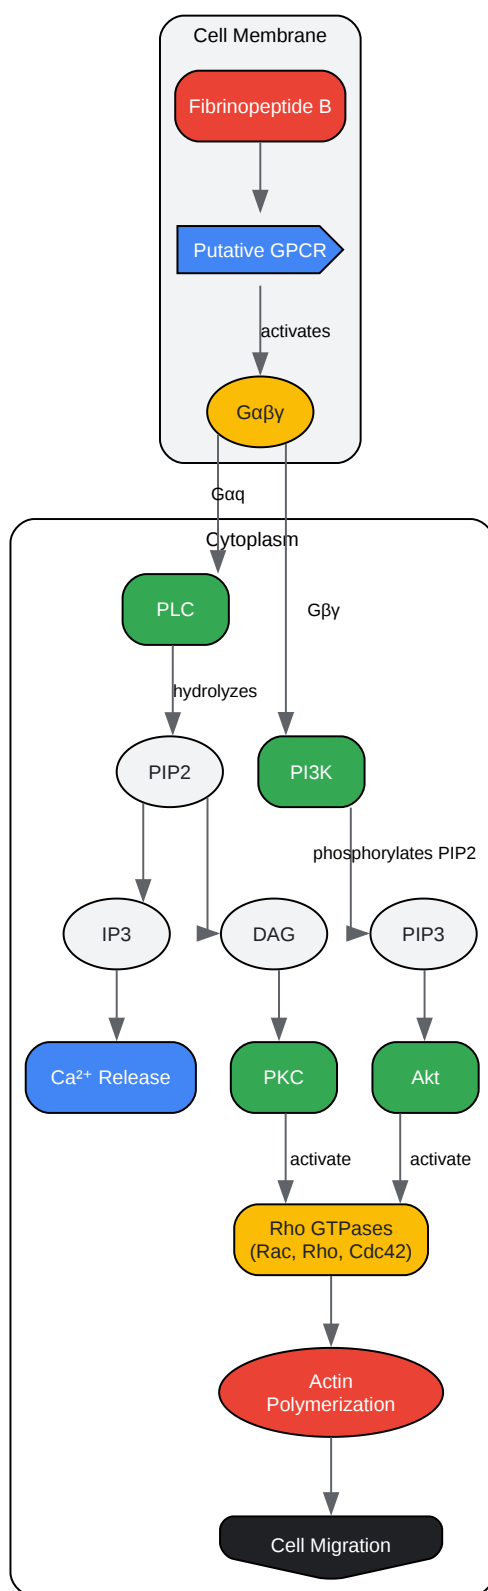 Cell Membrane
Fibrinopeptide B
Putative GPCR
activates
Gαβγ
Gαq
Cytoplasm
PLC
Gβγ
hydrolyzes
PIP2
PI3K
phosphorylates PIP2
IP3
DAG
PIP3
Ca²⁺ Release
PKC
Akt
activate
activate
Rho GTPases
(Rac, Rho, Cdc42)
Actin
Polymerization
Cell Migration